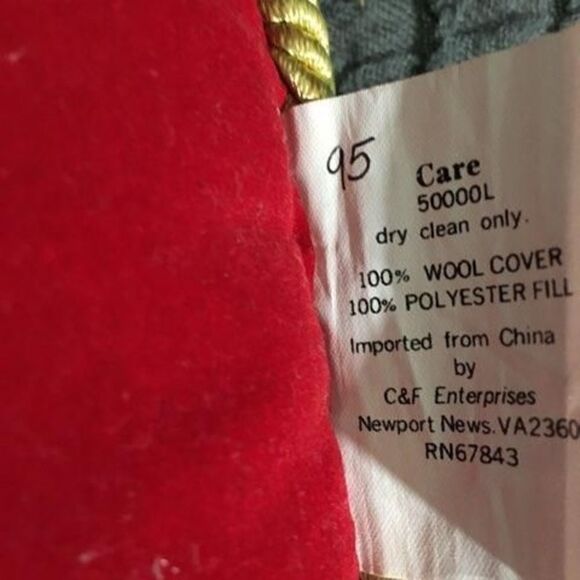 95
Care
50000L
dry clean only.
100% WOOL COVER
100% POLYESTER FILL
Imported from China
by
C&F Enterprises
Newport News.VA2360
RN67843